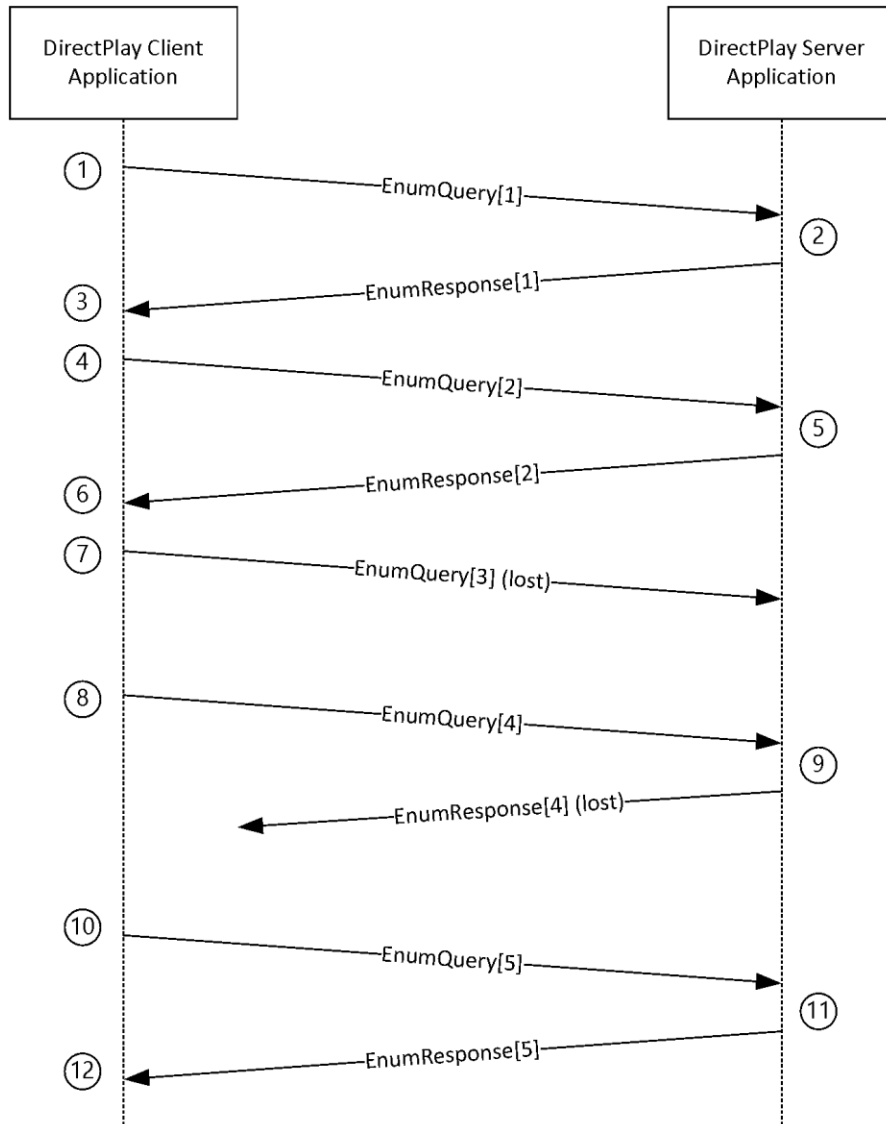 DirectPlay Client
Application
DirectPlay Server
Application
1
EnumQuery[1]
2
EnumResponse[1]
3
4
EnumQuery[2]
5
EnumResponse[2]
6
7
EnumQuery[3] (lost)
8
EnumQuery[4]
9
EnumResponse[4] (lost)
10
EnumQuery[5]
11
EnumResponse[5]
12